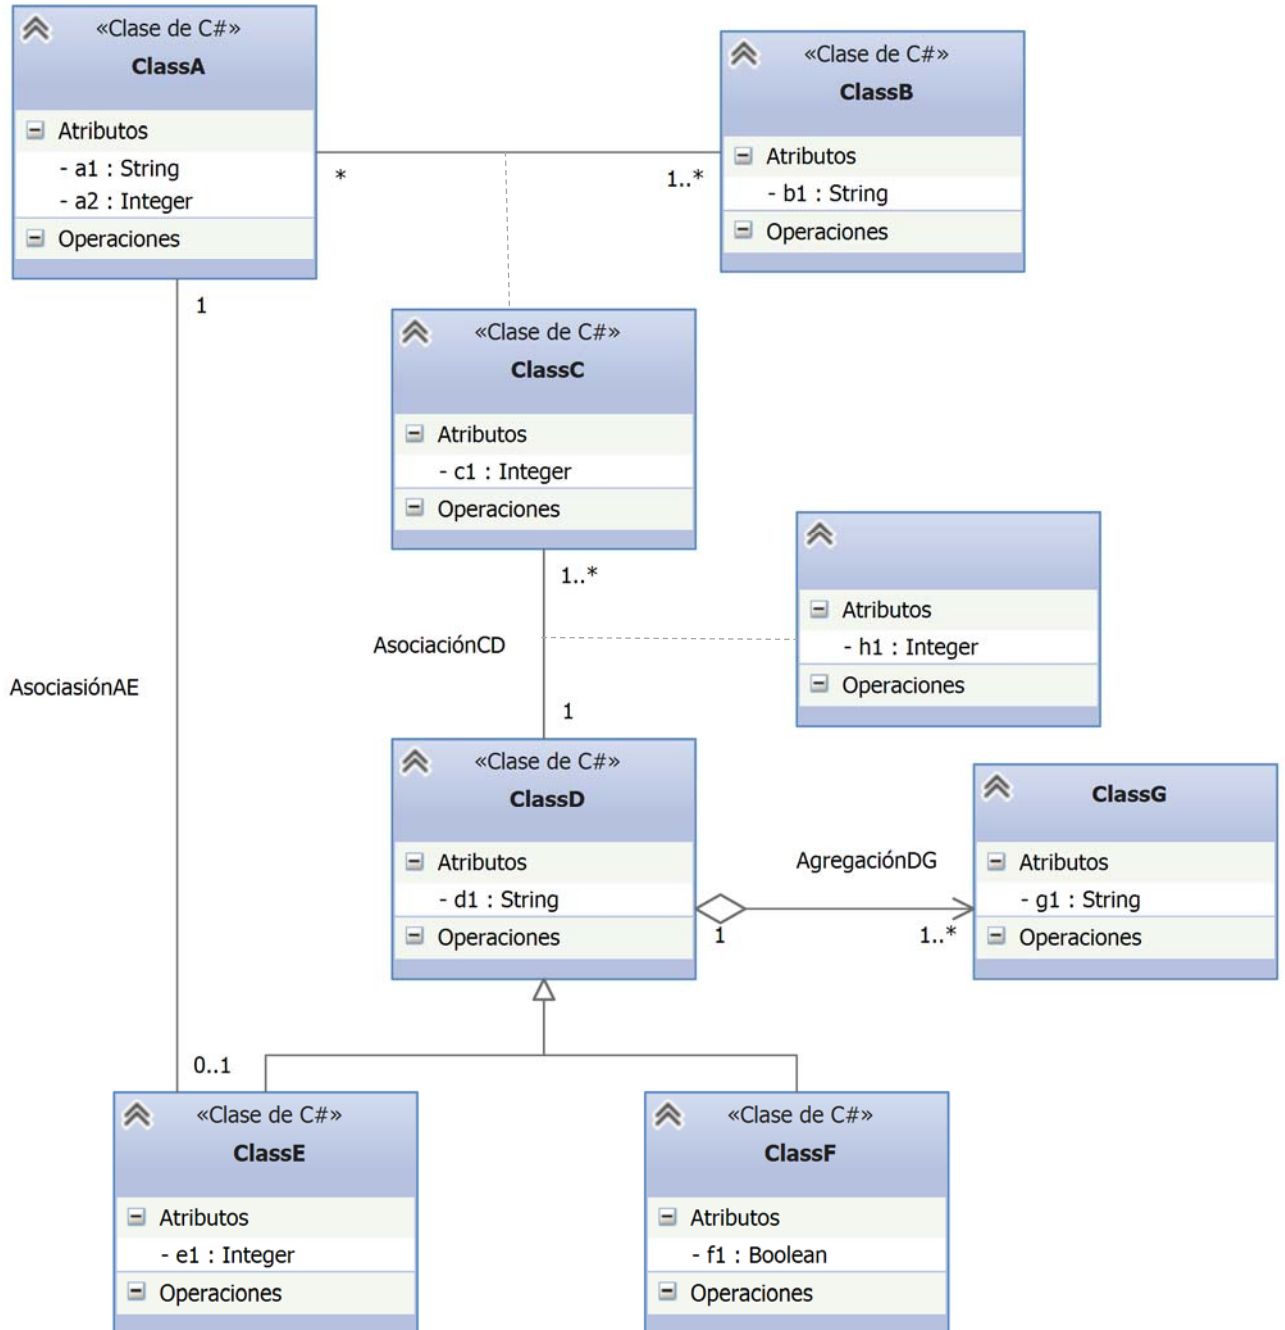 «Clase de C#»
ClassA
Atributos
- a1 : String
- a2 : Integer
Operaciones
«Clase de C#»
ClassB
Atributos
- b1 : String
Operaciones
*
1..*
1
«Clase de C#»
ClassC
Atributos
- c1 : Integer
Operaciones
1..*
Atributos
- h1 : Integer
Operaciones
AsociaciónCD
AsociasiónAE
1
«Clase de C#»
ClassD
Atributos
- d1 : String
Operaciones
AgregaciónDG
1
1..*
ClassG
Atributos
- g1 : String
Operaciones
0..1
«Clase de C#»
ClassE
Atributos
- e1 : Integer
Operaciones
«Clase de C#»
ClassF
Atributos
- f1 : Boolean
Operaciones